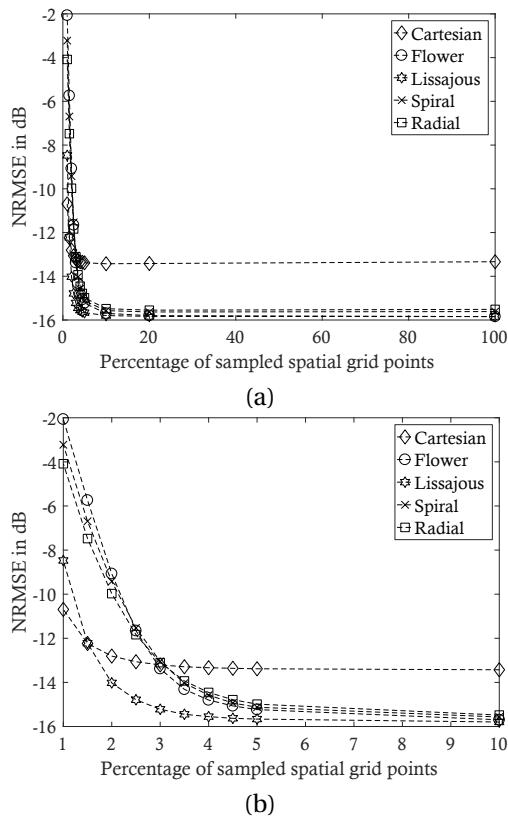 -2
-4
-6
-8
-10
-12
-14
-16
NRMSE in dB
Cartesian
Flower
Lissajous
Spiral
Radial
0 20 40 60 80 100
Percentage of sampled spatial grid points
(a)
-2
-4
-6
-8
-10
-12
-14
-16
NRMSE in dB
Cartesian
Flower
Lissajous
Spiral
Radial
1 2 3 4 5 6 7 8 9 10
Percentage of sampled spatial grid points
(b)